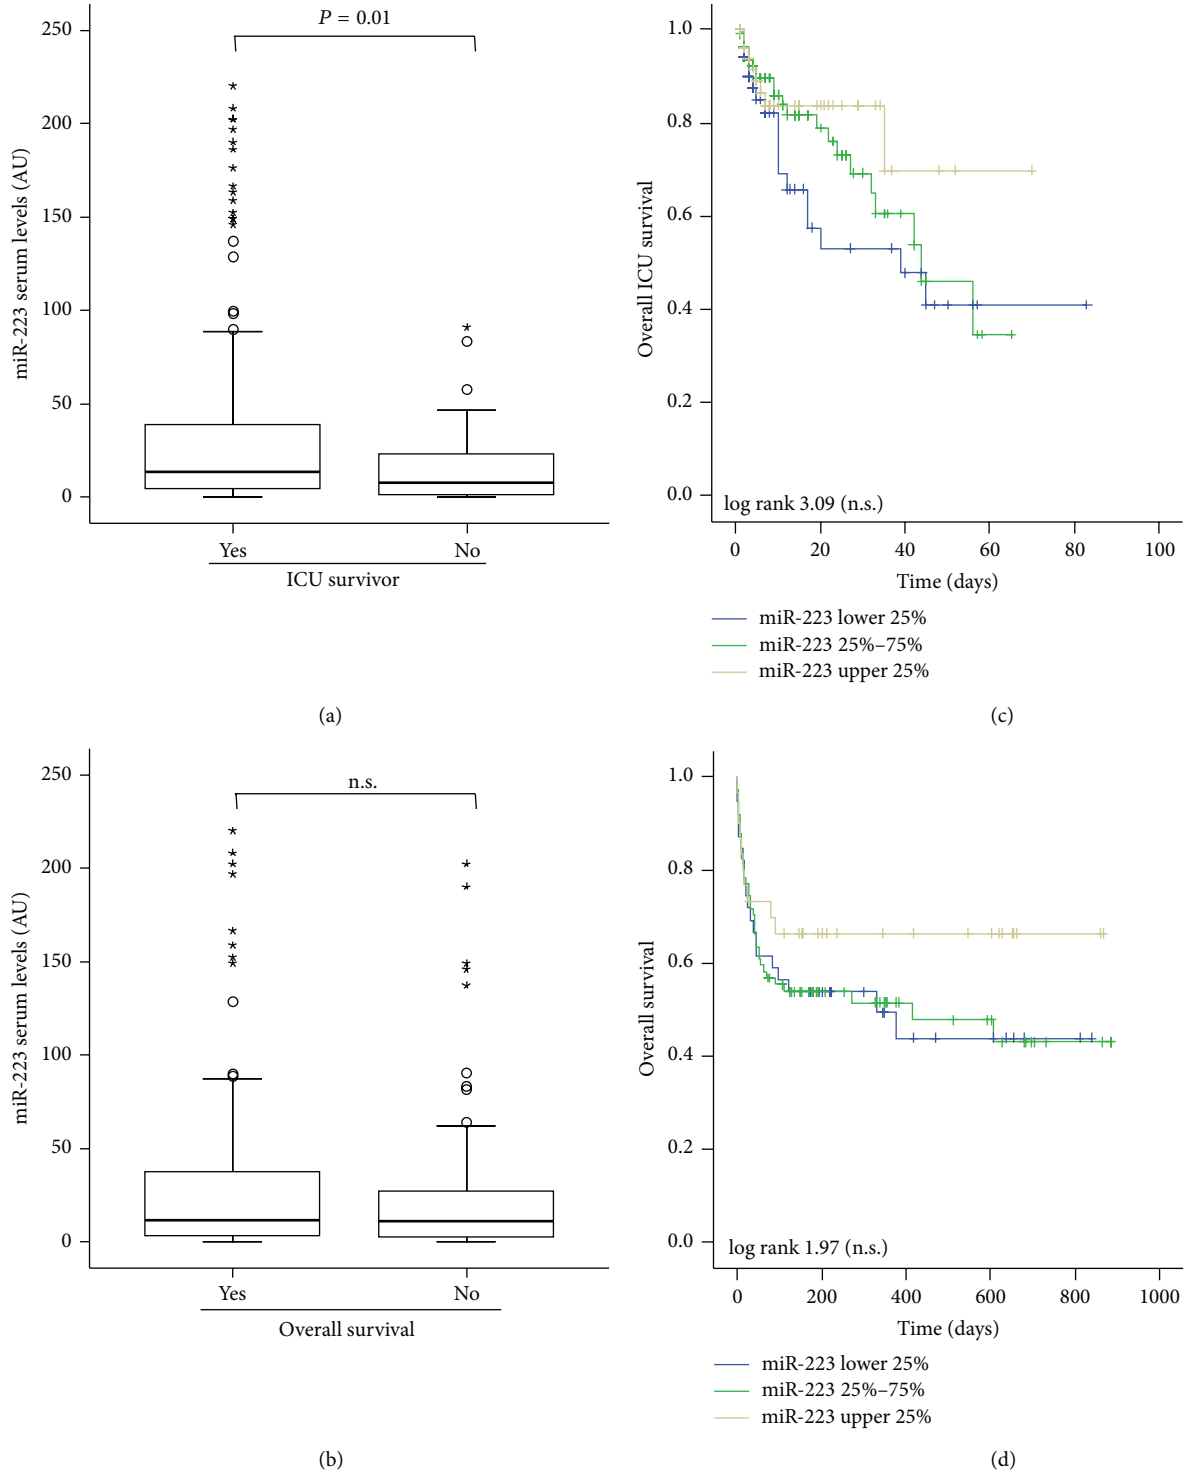 P = 0.01
250
200
150
100
50
0
miR-223 serum levels (AU)
Yes
No
ICU survivor
(a)
1.0
0.8
0.6
0.4
0.2
0.0
Overall ICU survival
log rank 3.09 (n.s.)
0 20 40 60 80 100
Time (days)
miR-223 lower 25%
miR-223 25%–75%
miR-223 upper 25%
(c)
n.s.
250
200
150
100
50
0
miR-223 serum levels (AU)
Yes
No
Overall survival
(b)
1.0
0.8
0.6
0.4
0.2
0.0
Overall survival
log rank 1.97 (n.s.)
0 200 400 600 800 1000
Time (days)
miR-223 lower 25%
miR-223 25%–75%
miR-223 upper 25%
(d)